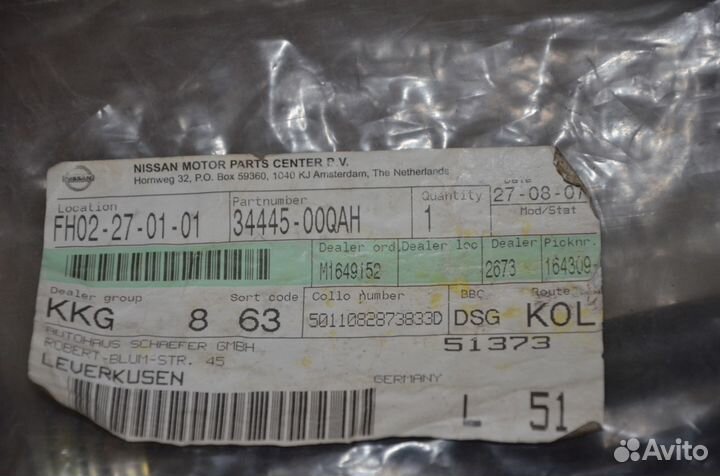 NISSAN MOTOR PARTS CENTER B.V.
Hornweg 32, P.O. Box 59360, 1040 KJ Amsterdam, The Netherlands
NISSAN
Location Partnumber Quantity Date
FH02-27-01-01 34445-00QAH 1 27-08-07
Mod/Stat
Dealer ord. Dealer loc Dealer Picknr.
M1649152 2673 164309
Dealer group Sort code Collo number BBC Route
KKG 8 63 5011082873833D DSG KOL
AUTOHAUS SCHAEFER GMBH 51373
ROBERT-BLUM-STR. 45
LEVERKUSEN GERMANY
L 51
Avito